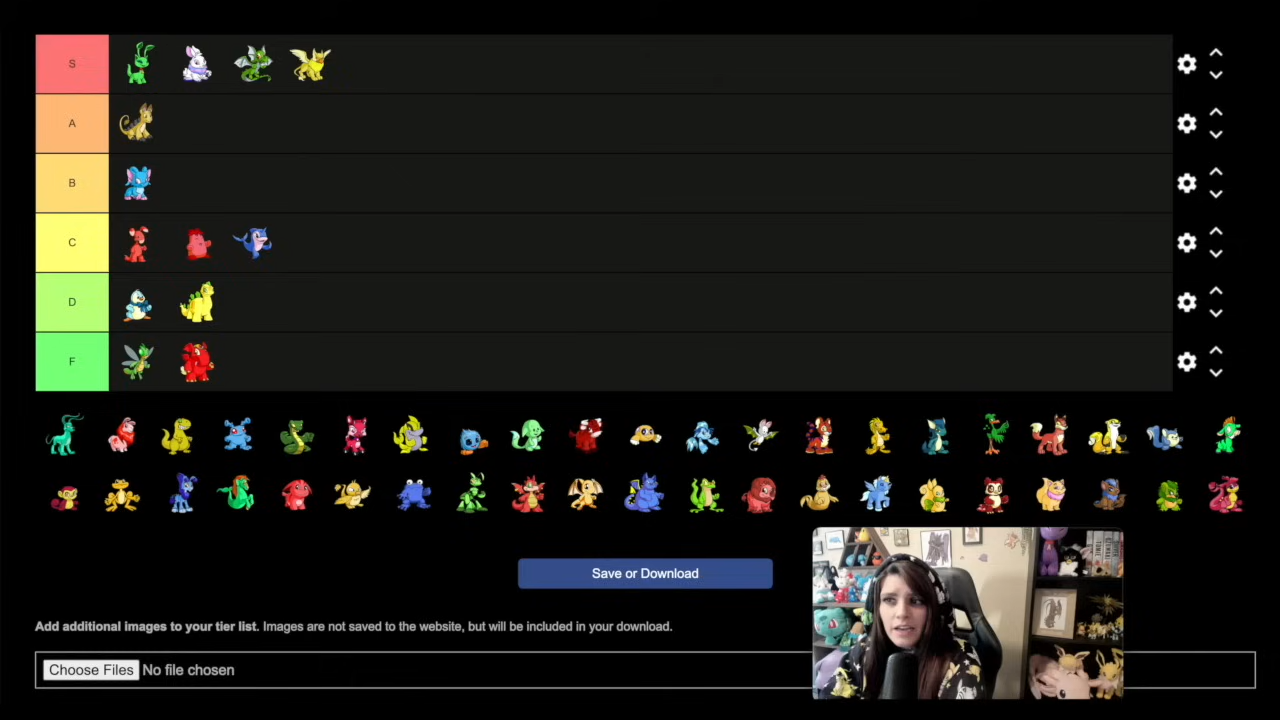 S
A
B
C
D
F
Save or Download
Add additional images to your tier list. Images are not saved to the website, but will be included in your download.
Choose Files No file chosen